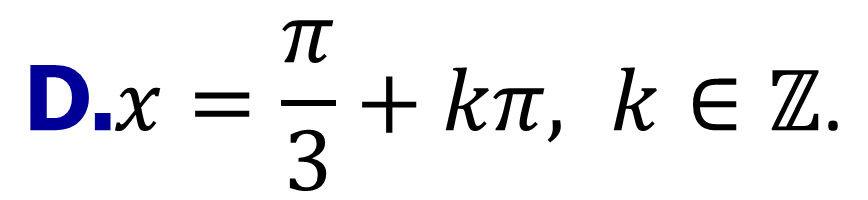 D. x = π/3 + kπ, k ∈ ℤ.